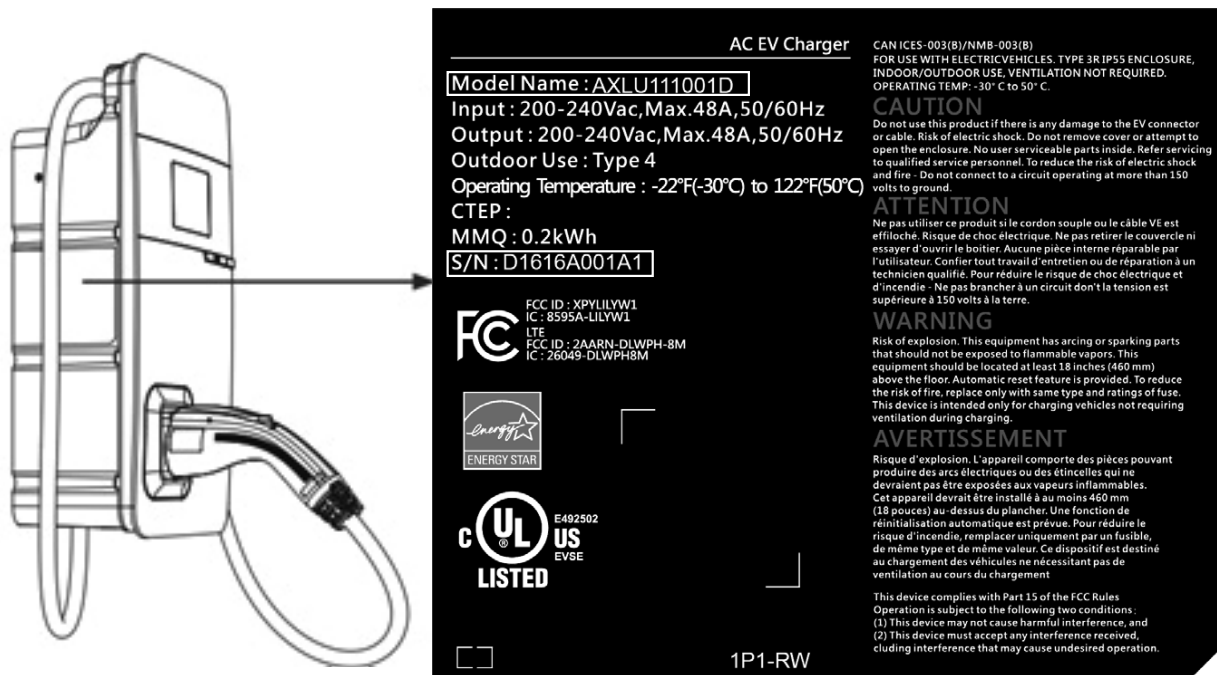 AC EV Charger
Model Name : AXLU111001D
Input : 200-240Vac,Max.48A,50/60Hz
Output : 200-240Vac,Max.48A,50/60Hz
Outdoor Use : Type 4
Operating Temperature : -22°F(-30°C) to 122°F(50°C)
CTEP :
MMQ : 0.2kWh
S/N : D1616A001A1
FC
FCC ID : XPYLILYW1
IC : 8595A-LILYW1
LTE
FCC ID : 2AARN-DLWPH-8M
IC : 26049-DLWPH8M
energy
ENERGY STAR
C UL ® US
E492502
EVSE
LISTED
1P1-RW
CAN ICES-003(B)/NMB-003(B)
FOR USE WITH ELECTRICVEHICLES. TYPE 3R IP55 ENCLOSURE,
INDOOR/OUTDOOR USE, VENTILATION NOT REQUIRED.
OPERATING TEMP: -30° C to 50° C.
CAUTION
Do not use this product if there is any damage to the EV connector
or cable. Risk of electric shock. Do not remove cover or attempt to
open the enclosure. No user serviceable parts inside. Refer servicing
to qualified service personnel. To reduce the risk of electric shock
and fire - Do not connect to a circuit operating at more than 150
volts to ground.
ATTENTION
Ne pas utiliser ce produit si le cordon souple ou le câble VE est
effiloché. Risque de choc électrique. Ne pas retirer le couvercle ni
essayer d'ouvrir le boitier. Aucune pièce interne réparable par
l'utilisateur. Confier tout travail d'entretien ou de réparation à un
technicien qualifié. Pour réduire le risque de choc électrique et
d'incendie - Ne pas brancher à un circuit don't la tension est
supérieure à 150 volts à la terre.
WARNING
Risk of explosion. This equipment has arcing or sparking parts
that should not be exposed to flammable vapors. This
equipment should be located at least 18 inches (460 mm)
above the floor. Automatic reset feature is provided. To reduce
the risk of fire, replace only with same type and ratings of fuse.
This device is intended only for charging vehicles not requiring
ventilation during charging.
AVERTISSEMENT
Risque d'explosion. L'appareil comporte des pièces pouvant
produire des arcs électriques ou des étincelles qui ne
devraient pas être exposées aux vapeurs inflammables.
Cet appareil devrait être installé à au moins 460 mm
(18 pouces) au-dessus du plancher. Une fonction de
réinitialisation automatique est prévue. Pour réduire le
risque d'incendie, remplacer uniquement par un fusible,
de même type et de même valeur. Ce dispositif est destiné
au chargement des véhicules ne nécessitant pas de
ventilation au cours du chargement
This device complies with Part 15 of the FCC Rules
Operation is subject to the following two conditions :
(1) This device may not cause harmful interference, and
(2) This device must accept any interference received,
cluding interference that may cause undesired operation.